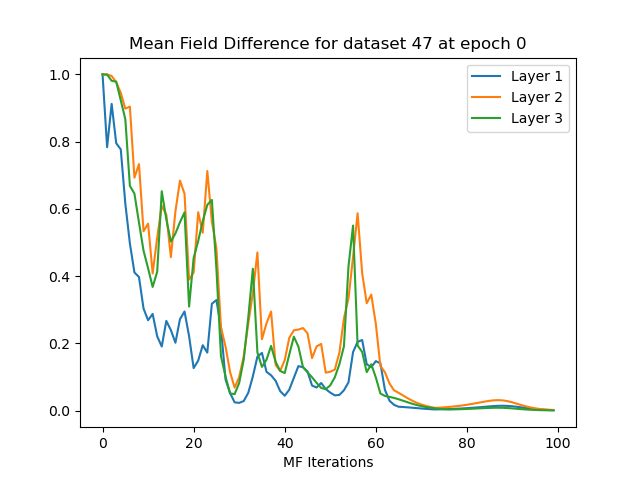 Mean Field Difference for dataset 47 at epoch 0
Layer 1
Layer 2
Layer 3
1.0
0.8
0.6
0.4
0.2
0.0
0 20 40 60 80 100
MF Iterations